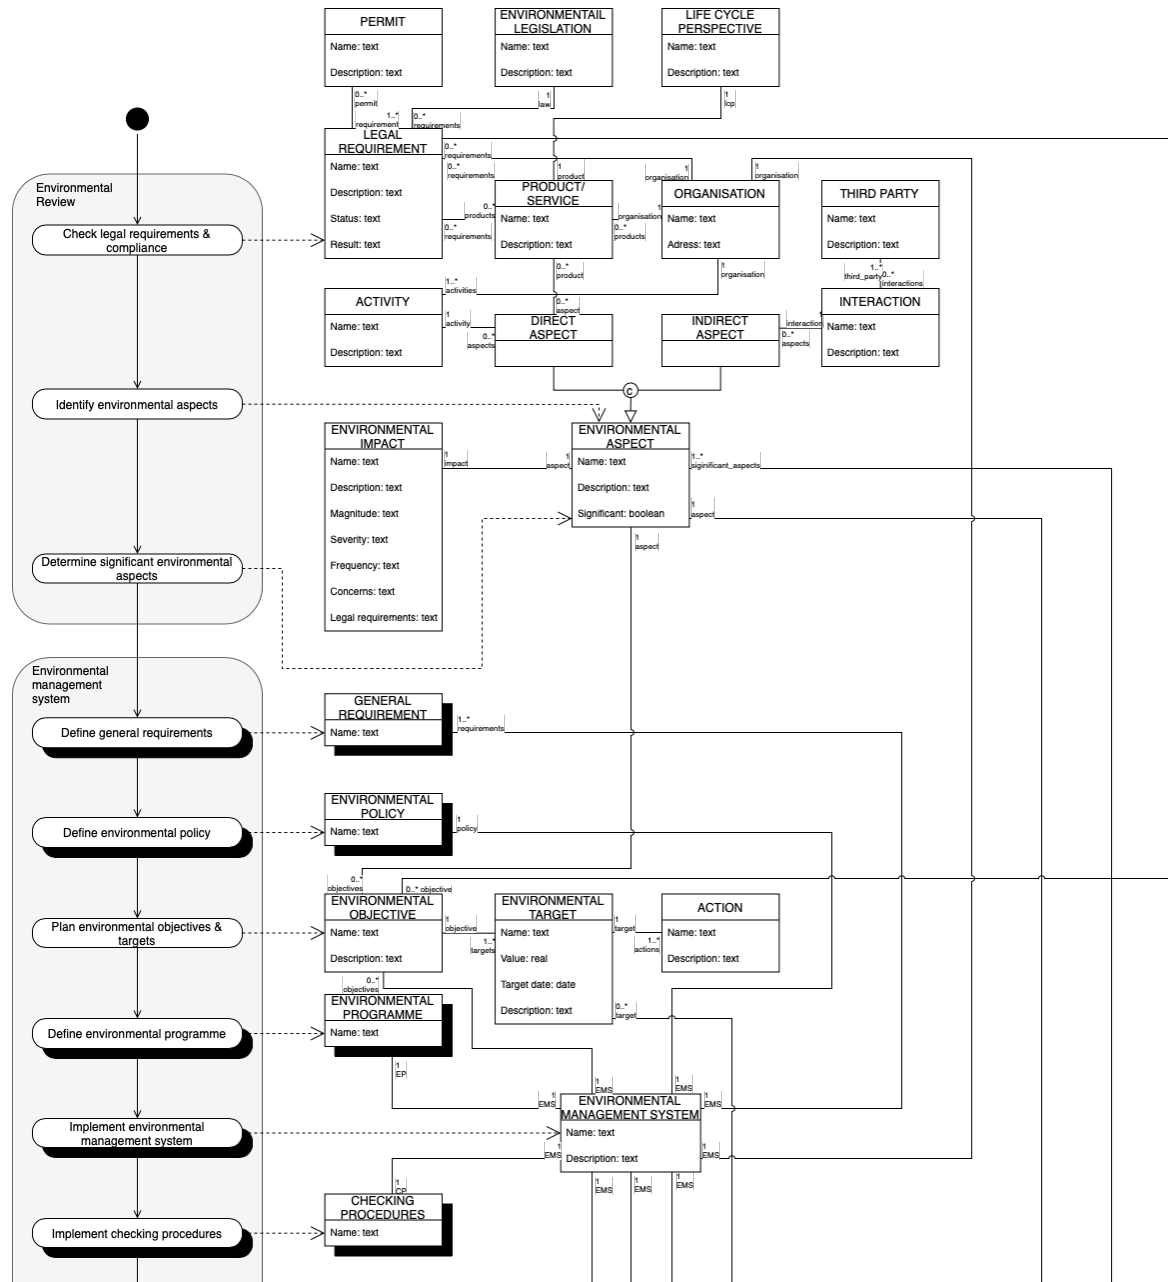 PERMIT
Name: text
Description: text
ENVIRONMENTAIL
LEGISLATION
Name: text
Description: text
LIFE CYCLE
PERSPECTIVE
Name: text
Description: text
0..*
permit
1
law
1
lcp
1..*
requirement
0..*
requirements
LEGAL
REQUIREMENT
Name: text
Description: text
Status: text
Result: text
0..*
requirements
0..*
requirements
1
product
1
organisation
1
organisation
PRODUCT/
SERVICE
Name: text
Description: text
ORGANISATION
Name: text
Adress: text
THIRD PARTY
Name: text
Description: text
0..*
products
0..*
requirements
1
organisation
0..*
products
Environmental
Review
Check legal requirements &
compliance
0..*
product
1
organisation
1..*
third_party
0..*
interactions
1..*
activities
ACTIVITY
Name: text
Description: text
1
activity
0..*
aspects
0..*
aspect
DIRECT
ASPECT
INDIRECT
ASPECT
1
interaction
0..*
aspects
INTERACTION
Name: text
Description: text
C
Identify environmental aspects
ENVIRONMENTAL
IMPACT
Name: text
Description: text
Magnitude: text
Severity: text
Frequency: text
Concerns: text
Legal requirements: text
1
impact
1
aspect
ENVIRONMENTAL
ASPECT
Name: text
Description: text
Significant: boolean
1..*
siginificant_aspects
1
aspect
1
aspect
Determine significant environmental
aspects
Environmental
management
system
Define general requirements
GENERAL
REQUIREMENT
Name: text
1..*
requirements
Define environmental policy
ENVIRONMENTAL
POLICY
Name: text
1
policy
0..*
objectives
0..* objective
Plan environmental objectives &
targets
ENVIRONMENTAL
OBJECTIVE
Name: text
Description: text
1
objective
1..*
targets
ENVIRONMENTAL
TARGET
Name: text
Value: real
Target date: date
Description: text
1
target
1..*
actions
ACTION
Name: text
Description: text
0..*
objectives
0..*
target
Define environmental programme
ENVIRONMENTAL
PROGRAMME
Name: text
1
EP
1
EMS
1
EMS
1
EMS
1
EMS
Implement environmental
management system
ENVIRONMENTAL
MANAGEMENT SYSTEM
Name: text
Description: text
1
EMS
1
EMS
1
EMS
1
EMS
1
EMS
1
CP
Implement checking procedures
CHECKING
PROCEDURES
Name: text